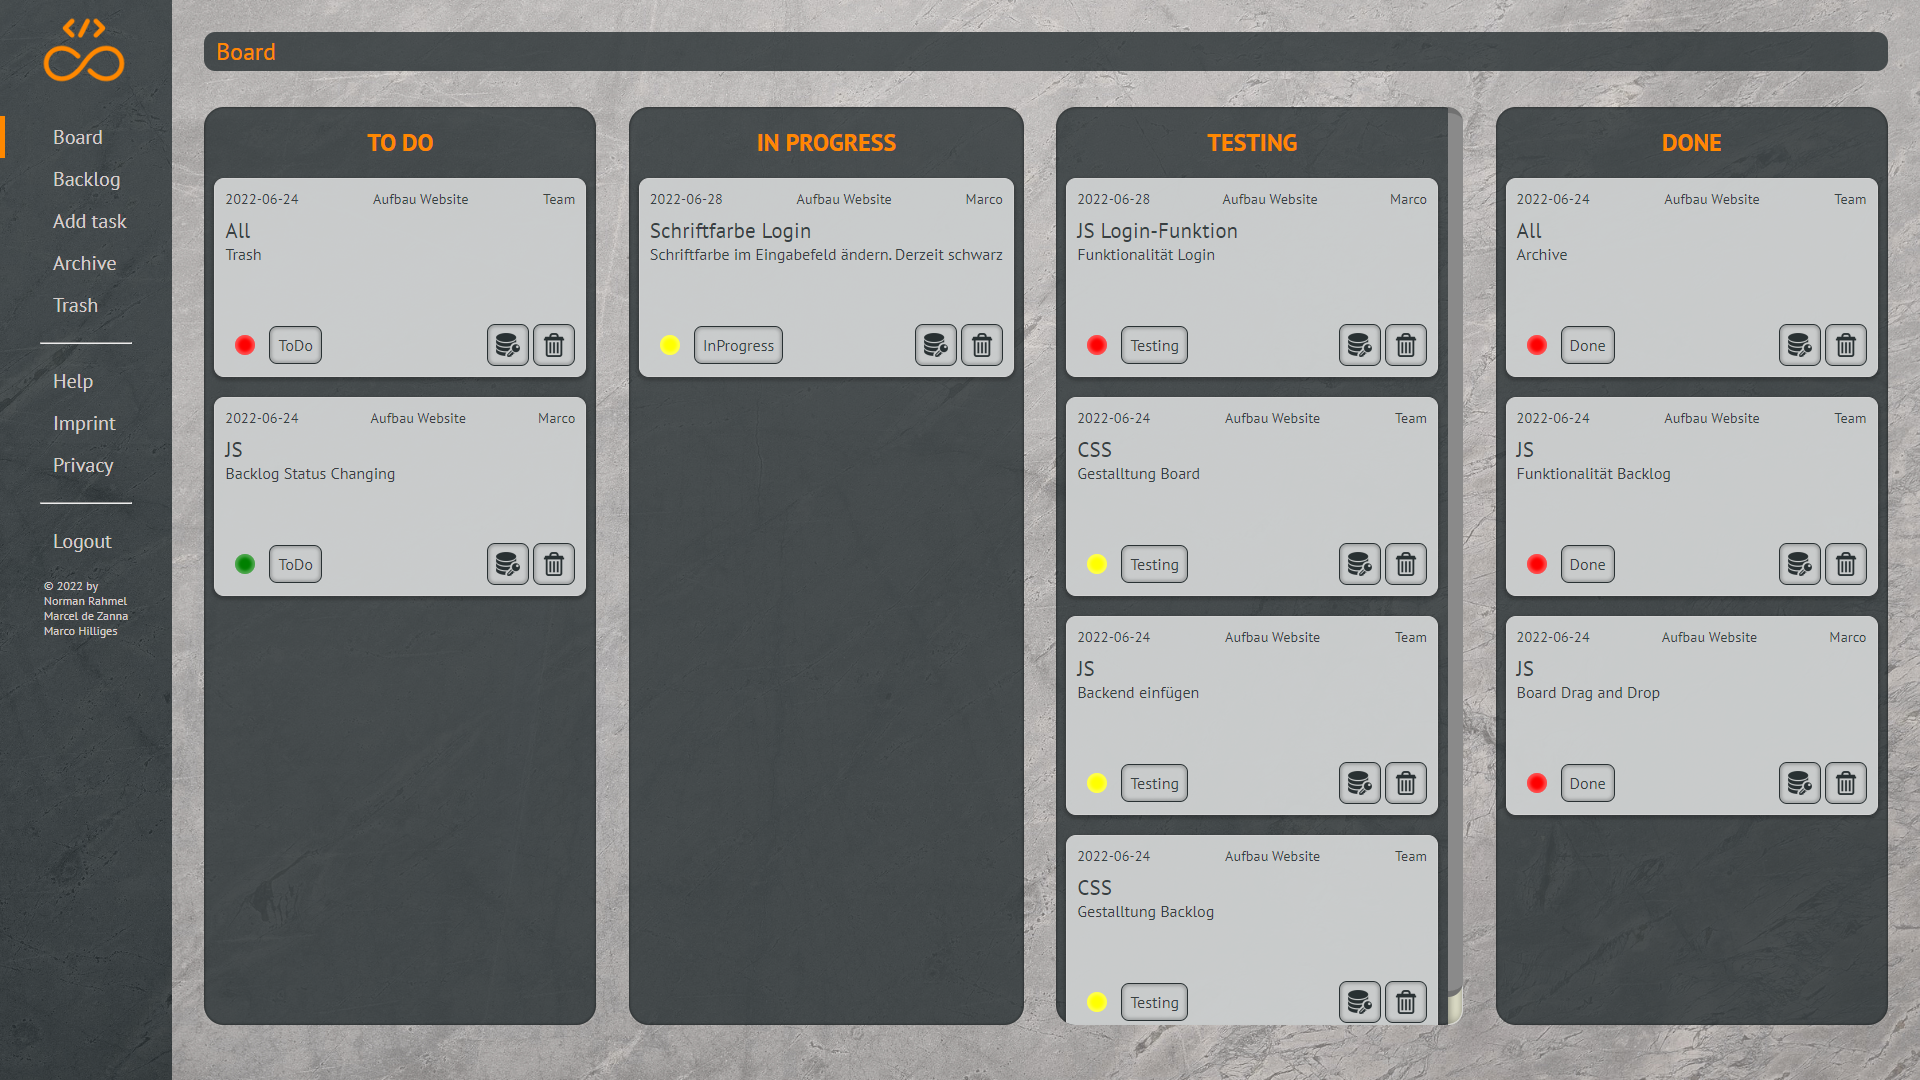 Board
Backlog
Add task
Archive
Trash
Help
Imprint
Privacy
Logout
© 2022 by
Norman Rahmel
Marcel de Zanna
Marco Hilliges
Board
TO DO
2022-06-24 Aufbau Website Team
All
Trash
ToDo
2022-06-24 Aufbau Website Marco
JS
Backlog Status Changing
ToDo
IN PROGRESS
2022-06-28 Aufbau Website Marco
Schriftfarbe Login
Schriftfarbe im Eingabefeld ändern. Derzeit schwarz
InProgress
TESTING
2022-06-28 Aufbau Website Marco
JS Login-Funktion
Funktionalität Login
Testing
2022-06-24 Aufbau Website Team
CSS
Gestalltung Board
Testing
2022-06-24 Aufbau Website Team
JS
Backend einfügen
Testing
2022-06-24 Aufbau Website Team
CSS
Gestalltung Backlog
Testing
DONE
2022-06-24 Aufbau Website Team
All
Archive
Done
2022-06-24 Aufbau Website Team
JS
Funktionalität Backlog
Done
2022-06-24 Aufbau Website Marco
JS
Board Drag and Drop
Done